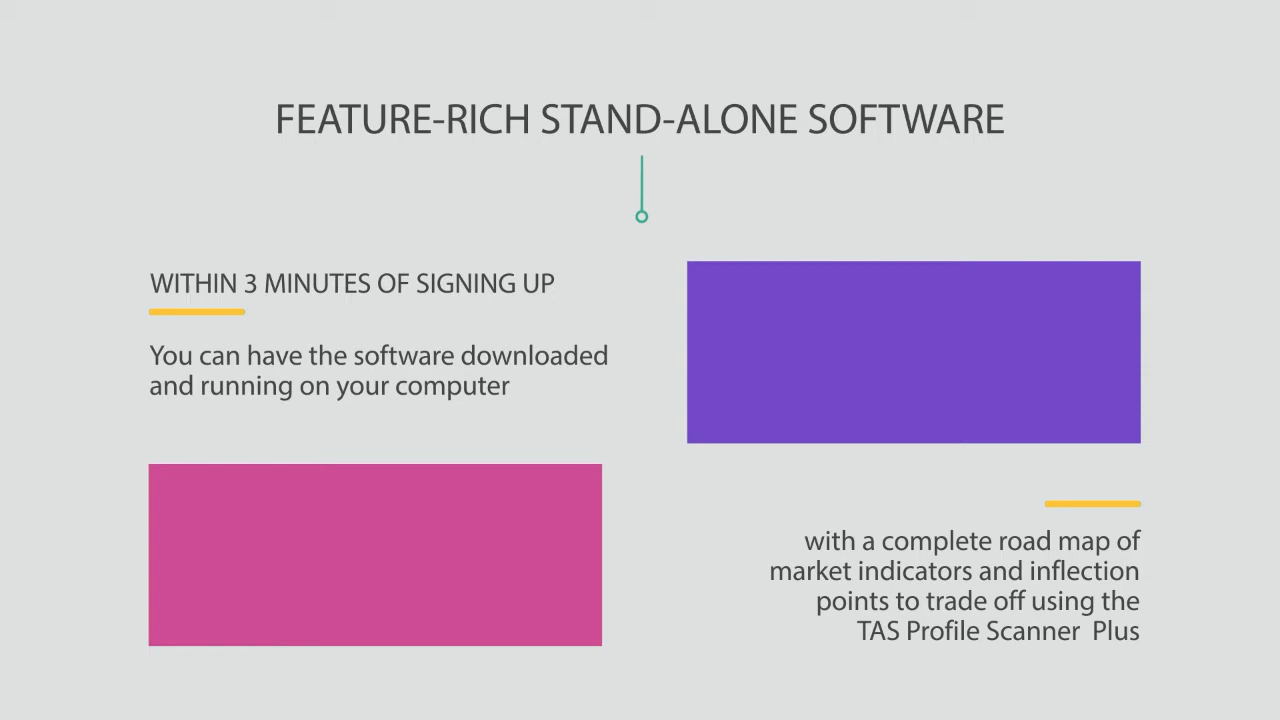 FEATURE-RICH STAND-ALONE SOFTWARE
WITHIN 3 MINUTES OF SIGNING UP
You can have the software downloaded
and running on your computer
with a complete road map of
market indicators and inflection
points to trade off using the
TAS Profile Scanner  Plus